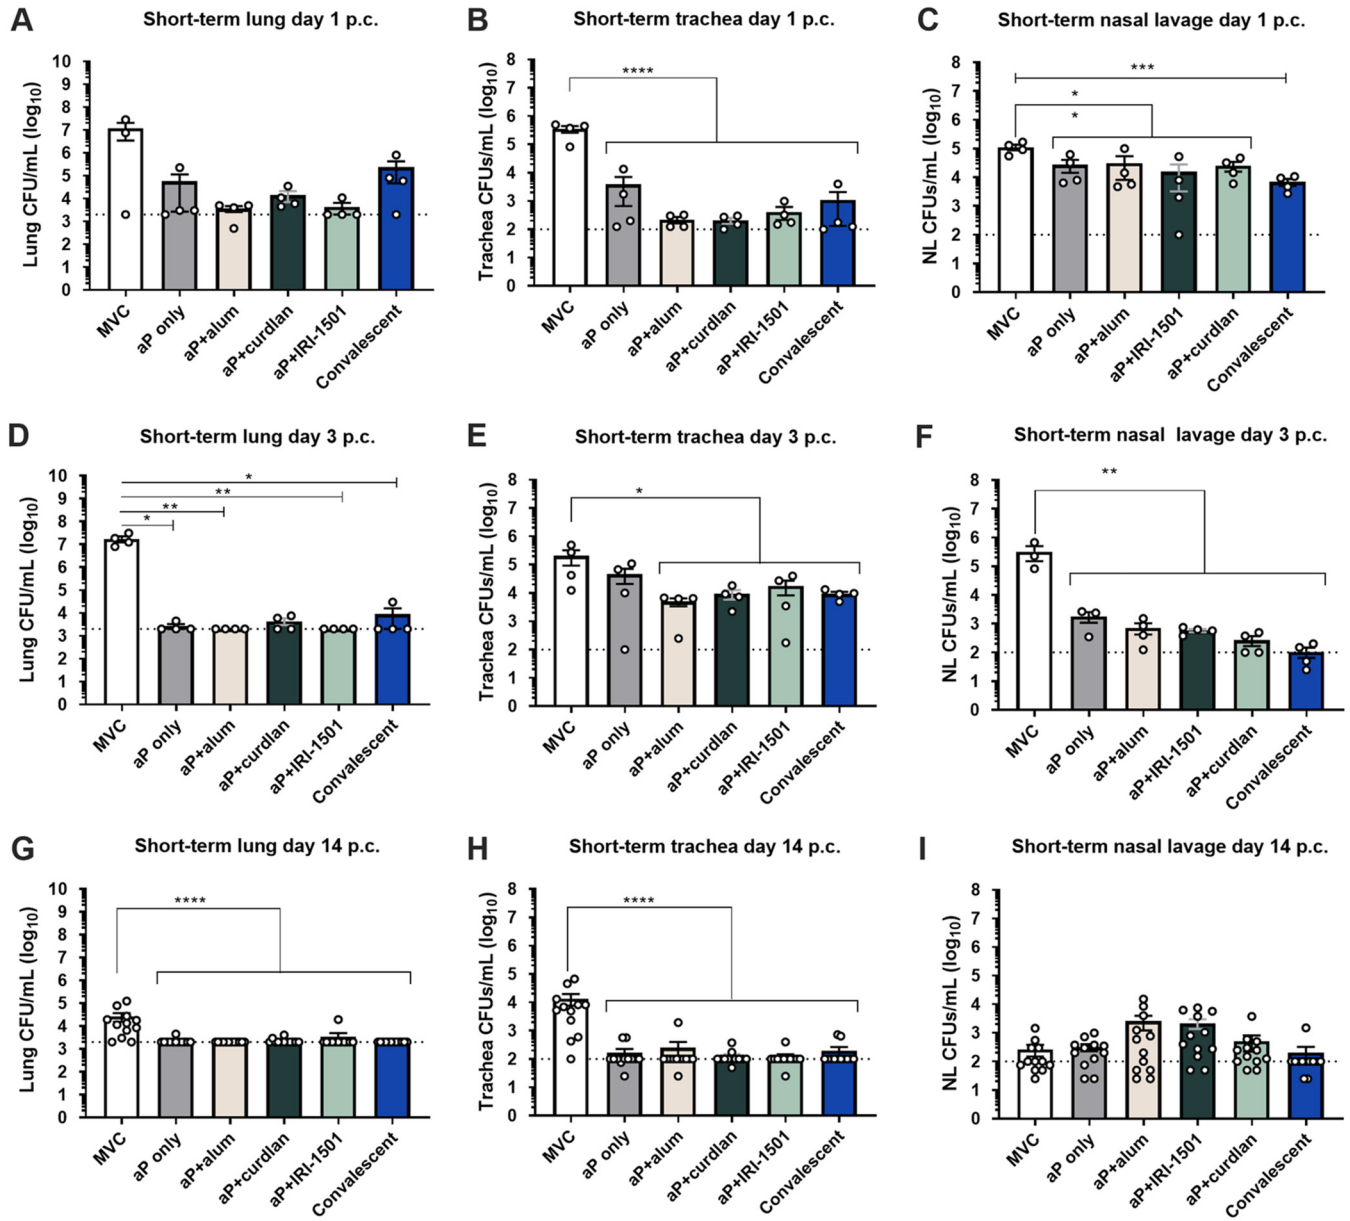 A
Short-term lung day 1 p.c.
Lung CFU/mL (log10)
10
9
8
7
6
5
4
3
2
1
0
MVC
aP only
aP+alum
aP+curdlan
aP+IRI-1501
Convalescent
B
Short-term trachea day 1 p.c.
Trachea CFUs/mL (log10)
8
7
6
5
4
3
2
1
0
****
MVC
aP only
aP+alum
aP+curdlan
aP+IRI-1501
Convalescent
C
Short-term nasal lavage day 1 p.c.
NL CFUs/mL (log10)
8
7
6
5
4
3
2
1
0
***
*
*
MVC
aP only
aP+alum
aP+IRI-1501
aP+curdlan
Convalescent
D
Short-term lung day 3 p.c.
Lung CFU/mL (log10)
10
9
8
7
6
5
4
3
2
1
0
*
**
**
*
MVC
aP only
aP+alum
aP+curdlan
aP+IRI-1501
Convalescent
E
Short-term trachea day 3 p.c.
Trachea CFUs/mL (log10)
8
7
6
5
4
3
2
1
0
*
MVC
aP only
aP+alum
aP+curdlan
aP+IRI-1501
Convalescent
F
Short-term nasal lavage day 3 p.c.
NL CFUs/mL (log10)
8
7
6
5
4
3
2
1
0
**
MVC
aP only
aP+alum
aP+IRI-1501
aP+curdlan
Convalescent
G
Short-term lung day 14 p.c.
Lung CFU/mL (log10)
10
9
8
7
6
5
4
3
2
1
0
****
MVC
aP only
aP+alum
aP+curdlan
aP+IRI-1501
Convalescent
H
Short-term trachea day 14 p.c.
Trachea CFUs/mL (log10)
8
7
6
5
4
3
2
1
0
****
MVC
aP only
aP+alum
aP+curdlan
aP+IRI-1501
Convalescent
I
Short-term nasal lavage day 14 p.c.
NL CFUs/mL (log10)
8
7
6
5
4
3
2
1
0
MVC
aP only
aP+alum
aP+IRI-1501
aP+curdlan
Convalescent